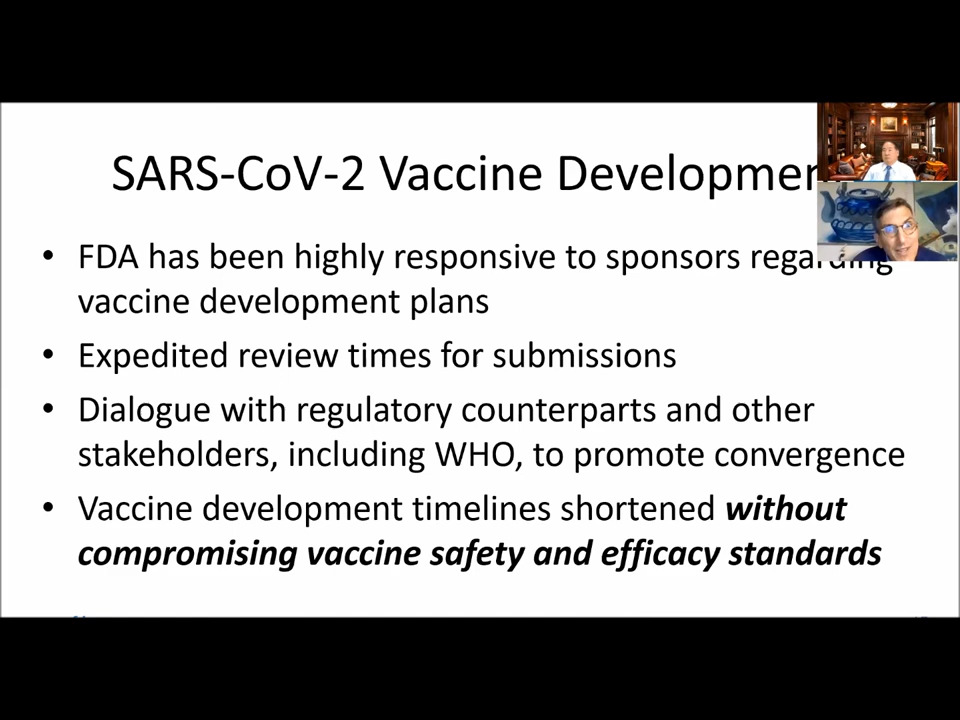 SARS-CoV-2 Vaccine Developmen
• FDA has been highly responsive to sponsors regarding
vaccine development plans
• Expedited review times for submissions
• Dialogue with regulatory counterparts and other
stakeholders, including WHO, to promote convergence
• Vaccine development timelines shortened without
compromising vaccine safety and efficacy standards